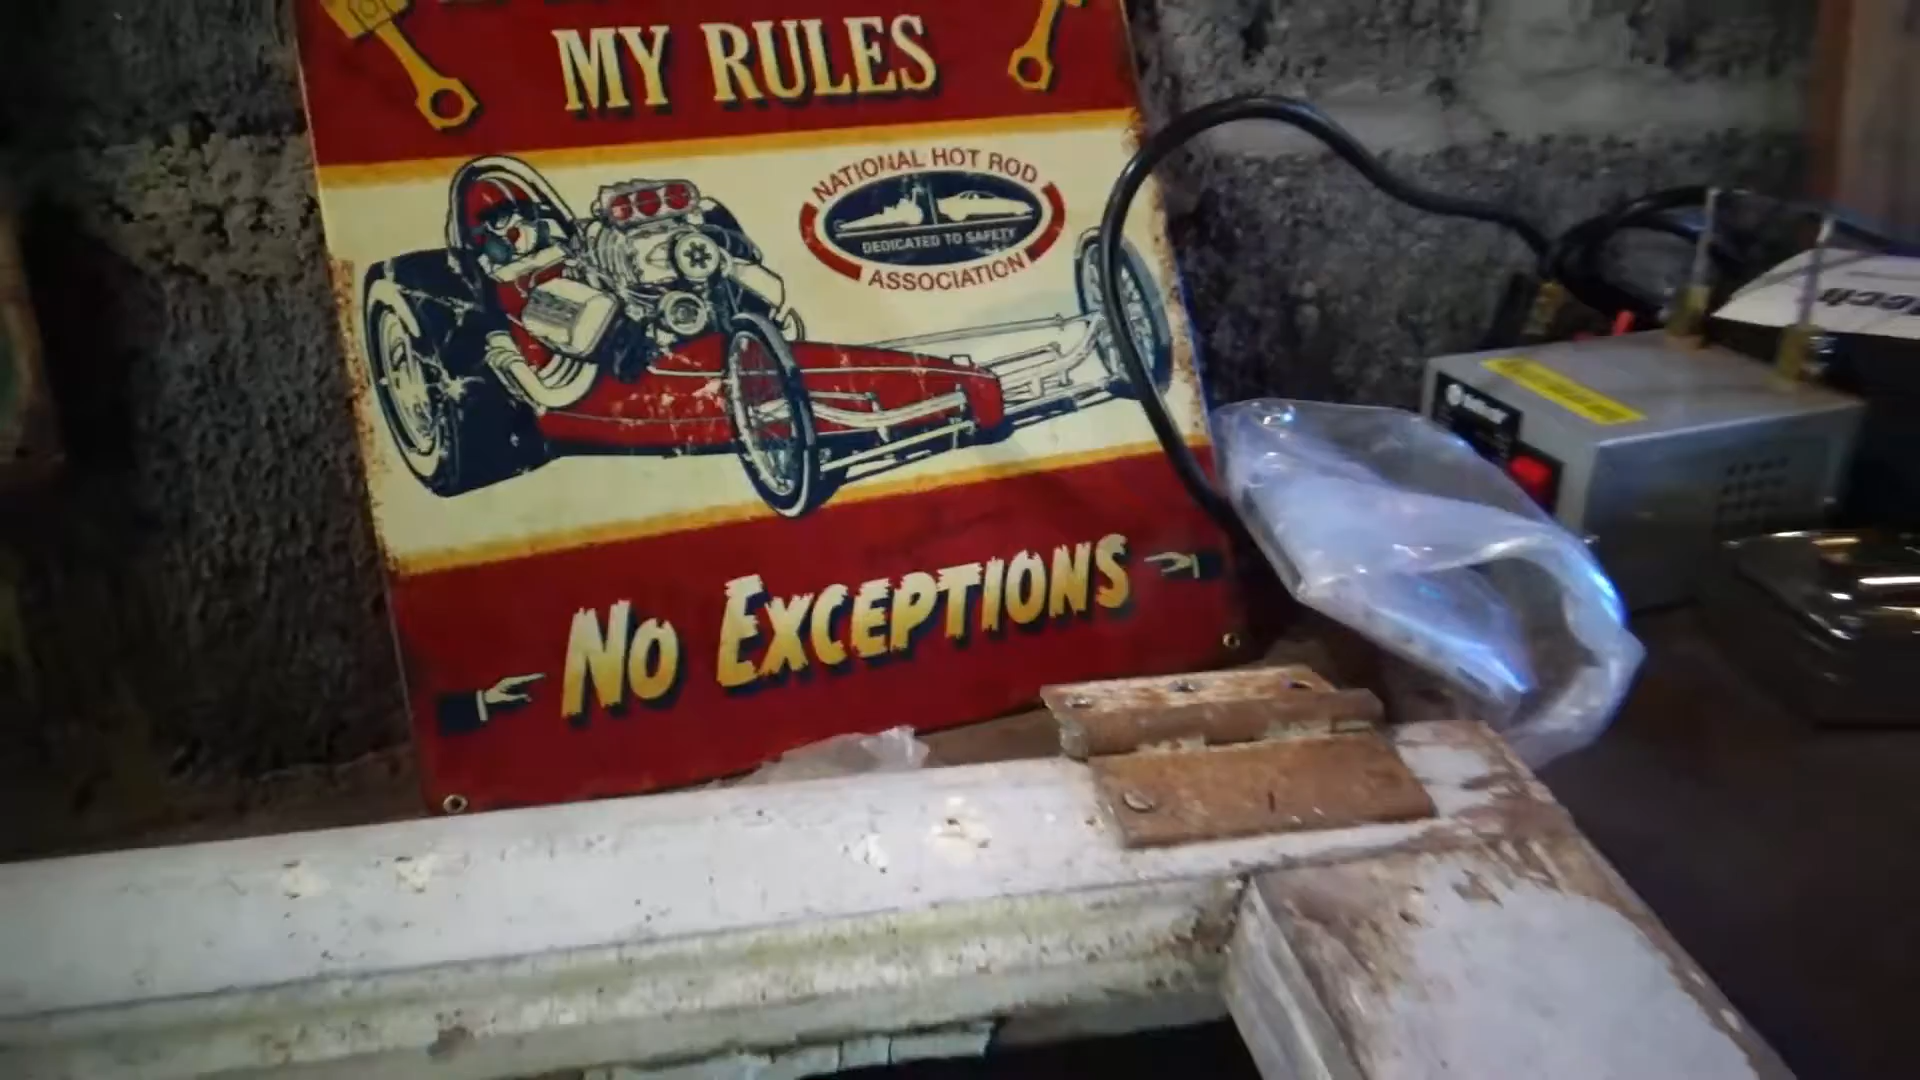 MY RULES
NATIONAL HOT ROD
DEDICATED TO SAFETY
ASSOCIATION
NO EXCEPTIONS